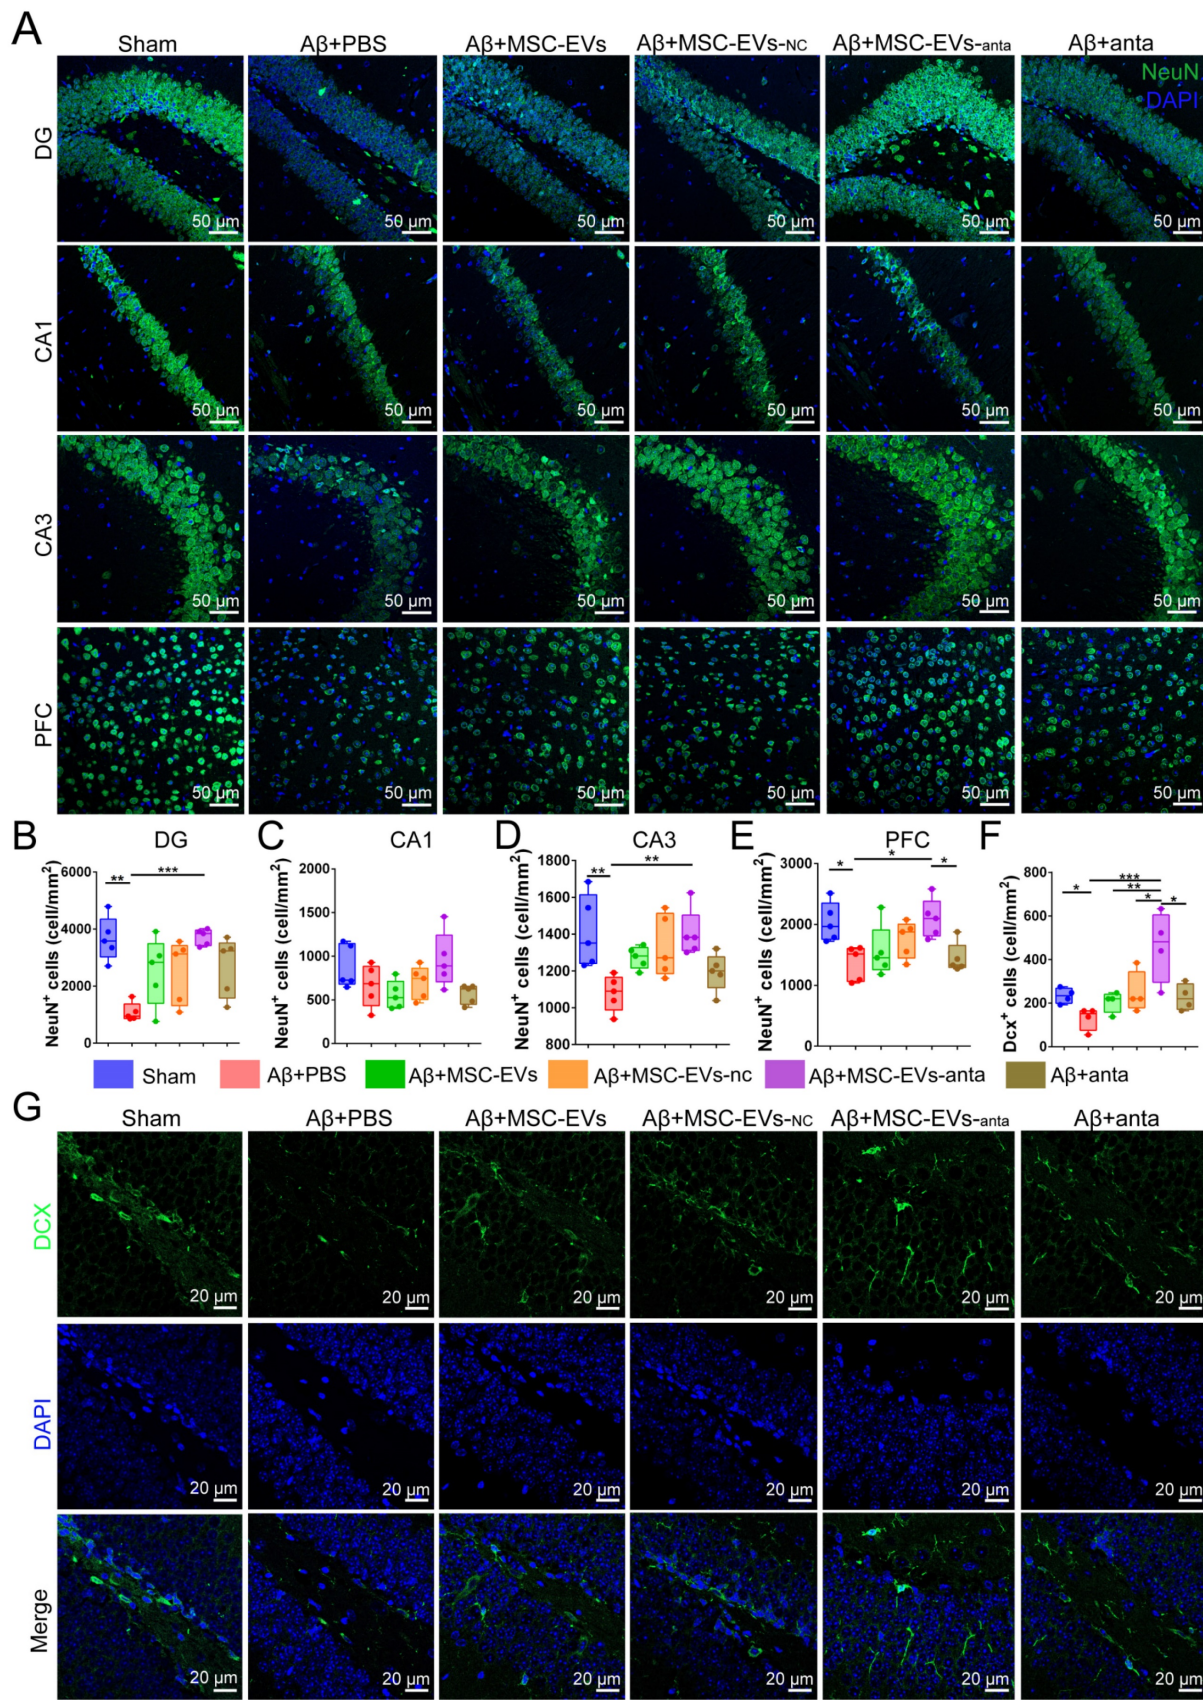 A
Sham Aβ+PBS Aβ+MSC-EVs Aβ+MSC-EVs-NC Aβ+MSC-EVs-anta Aβ+anta
NeuN
DAPI
DG
50 µm 50 µm 50 µm 50 µm 50 µm 50 µm
CA1
50 µm 50 µm 50 µm 50 µm 50 µm 50 µm
CA3
50 µm 50 µm 50 µm 50 µm 50 µm 50 µm
PFC
50 µm 50 µm 50 µm 50 µm 50 µm 50 µm
B DG
NeuN+ cells (cell/mm²)
6000
4000
2000
0
** ***
C CA1
NeuN+ cells (cell/mm²)
2000
1500
1000
500
0
D CA3
NeuN+ cells (cell/mm²)
1800
1600
1400
1200
1000
800
** **
E PFC
NeuN+ cells (cell/mm²)
3000
2000
1000
0
* * *
F
Dcx+ cells (cell/mm²)
800
600
400
200
0
* *** ** * *
Sham Aβ+PBS Aβ+MSC-EVs Aβ+MSC-EVs-nc Aβ+MSC-EVs-anta Aβ+anta
G
Sham Aβ+PBS Aβ+MSC-EVs Aβ+MSC-EVs-NC Aβ+MSC-EVs-anta Aβ+anta
DCX
20 µm 20 µm 20 µm 20 µm 20 µm 20 µm
DAPI
20 µm 20 µm 20 µm 20 µm 20 µm 20 µm
Merge
20 µm 20 µm 20 µm 20 µm 20 µm 20 µm